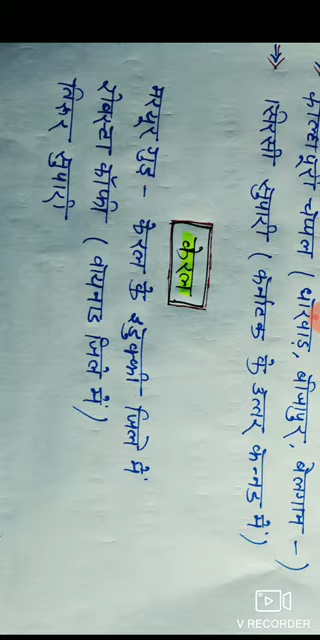 कोल्हापुरी चप्पल (धारवाड़, बीजापुर, बेलगाम -)
सिरसी सुपारी (कर्नाटक के उत्तर कन्नड़ में)
केरल
मरयूर गुड़ - केरल के इडुक्की जिले में
रोबस्टा कॉफी (वायनाड जिले में)
तिरूर सुपारी
V RECORDER